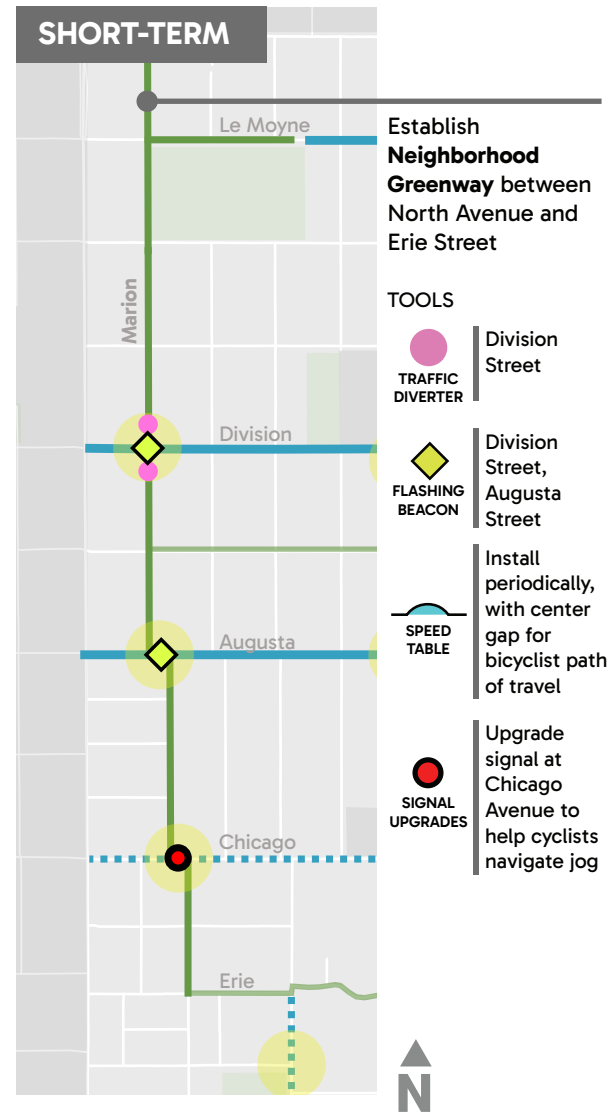 SHORT-TERM
Le Moyne
Marion
Division
Augusta
Chicago
Erie
Establish
Neighborhood
Greenway between
North Avenue and
Erie Street
TOOLS
TRAFFIC
DIVERTER
Division
Street
FLASHING
BEACON
Division
Street,
Augusta
Street
SPEED
TABLE
Install
periodically,
with center
gap for
bicyclist path
of travel
SIGNAL
UPGRADES
Upgrade
signal at
Chicago
Avenue to
help cyclists
navigate jog
N